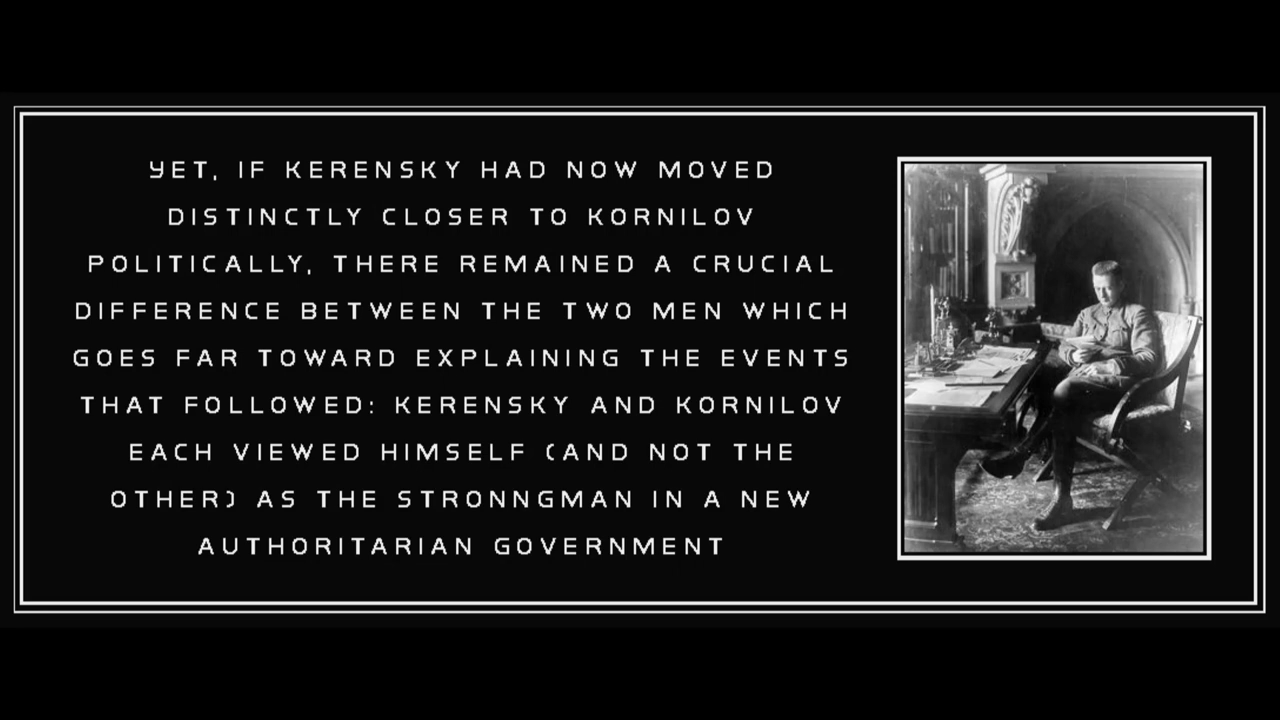 YET, IF KERENSKY HAD NOW MOVED
DISTINCTLY CLOSER TO KORNILOV
POLITICALLY, THERE REMAINED A CRUCIAL
DIFFERENCE BETWEEN THE TWO MEN WHICH
GOES FAR TOWARD EXPLAINING THE EVENTS
THAT FOLLOWED: KERENSKY AND KORNILOV
EACH VIEWED HIMSELF (AND NOT THE
OTHER) AS THE STRONNGMAN IN A NEW
AUTHORITARIAN GOVERNMENT